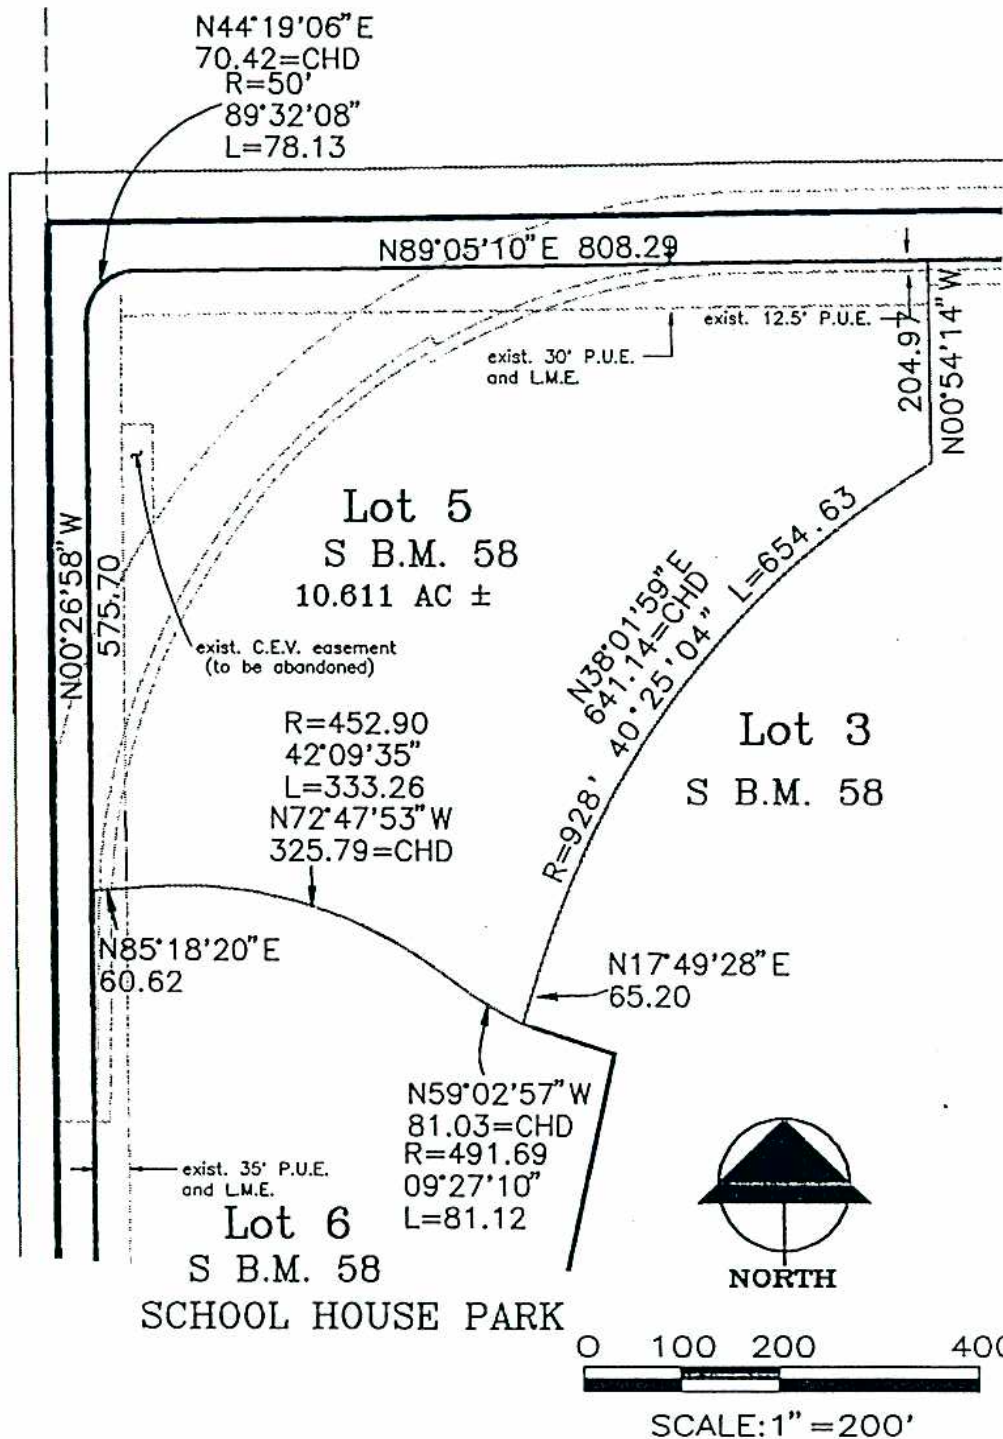 N44°19'06"E
70.42=CHD
R=50'
89°32'08"
L=78.13
N89°05'10"E 808.29
exist. 12.5' P.U.E.
exist. 30' P.U.E.
and L.M.E.
204.97
N00°54'14"W
Lot 5
S B.M. 58
10.611 AC ±
N00°26'58"W
575.70
exist. C.E.V. easement
(to be abandoned)
N38°01'59"E
641.14=CHD
R=928' 40°25'04" L=654.63
Lot 3
S B.M. 58
R=452.90
42°09'35"
L=333.26
N72°47'53"W
325.79=CHD
N85°18'20"E
60.62
N17°49'28"E
65.20
N59°02'57"W
81.03=CHD
R=491.69
09°27'10"
L=81.12
exist. 35' P.U.E.
and L.M.E.
Lot 6
S B.M. 58
SCHOOL HOUSE PARK
NORTH
0 100 200 400
SCALE:1"=200'